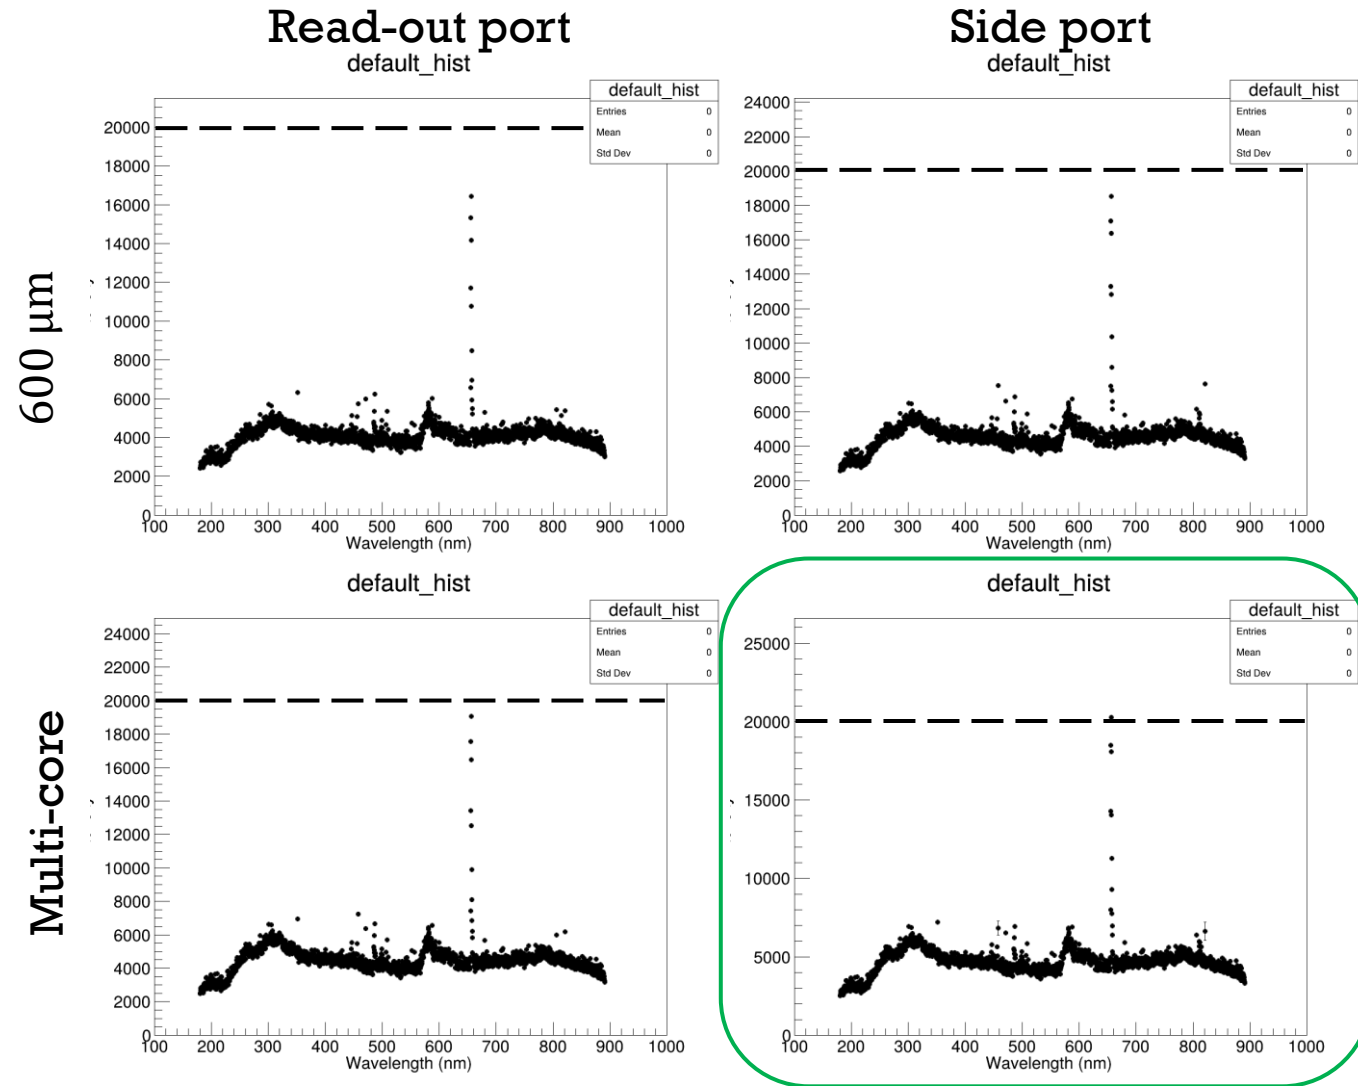 Read-out port
Side port
600 µm
Multi-core
default_hist
default_hist
Entries 0
Mean 0
Std Dev 0
20000
18000
16000
14000
12000
10000
8000
6000
4000
2000
0
100 200 300 400 500 600 700 800 900 1000
Wavelength (nm)
default_hist
default_hist
Entries 0
Mean 0
Std Dev 0
24000
22000
20000
18000
16000
14000
12000
10000
8000
6000
4000
2000
0
100 200 300 400 500 600 700 800 900 1000
Wavelength (nm)
default_hist
default_hist
Entries 0
Mean 0
Std Dev 0
24000
22000
20000
18000
16000
14000
12000
10000
8000
6000
4000
2000
0
100 200 300 400 500 600 700 800 900 1000
Wavelength (nm)
default_hist
default_hist
Entries 0
Mean 0
Std Dev 0
25000
20000
15000
10000
5000
0
100 200 300 400 500 600 700 800 900 1000
Wavelength (nm)